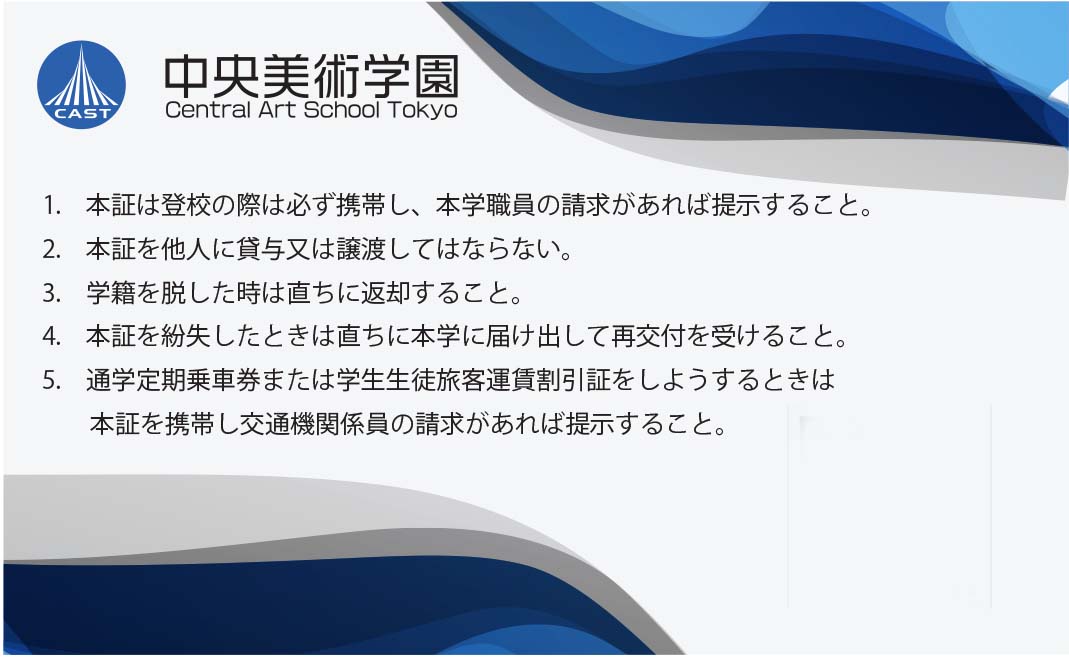 CAST
中央美術学園
Central Art School Tokyo
1. 本証は登校の際は必ず携帯し、本学職員の請求があれば提示すること。
2. 本証を他人に貸与又は譲渡してはならない。
3. 学籍を脱した時は直ちに返却すること。
4. 本証を紛失したときは直ちに本学に届け出して再交付を受けること。
5. 通学定期乗車券または学生生徒旅客運賃割引証をしようするときは
本証を携帯し交通機関係員の請求があれば提示すること。